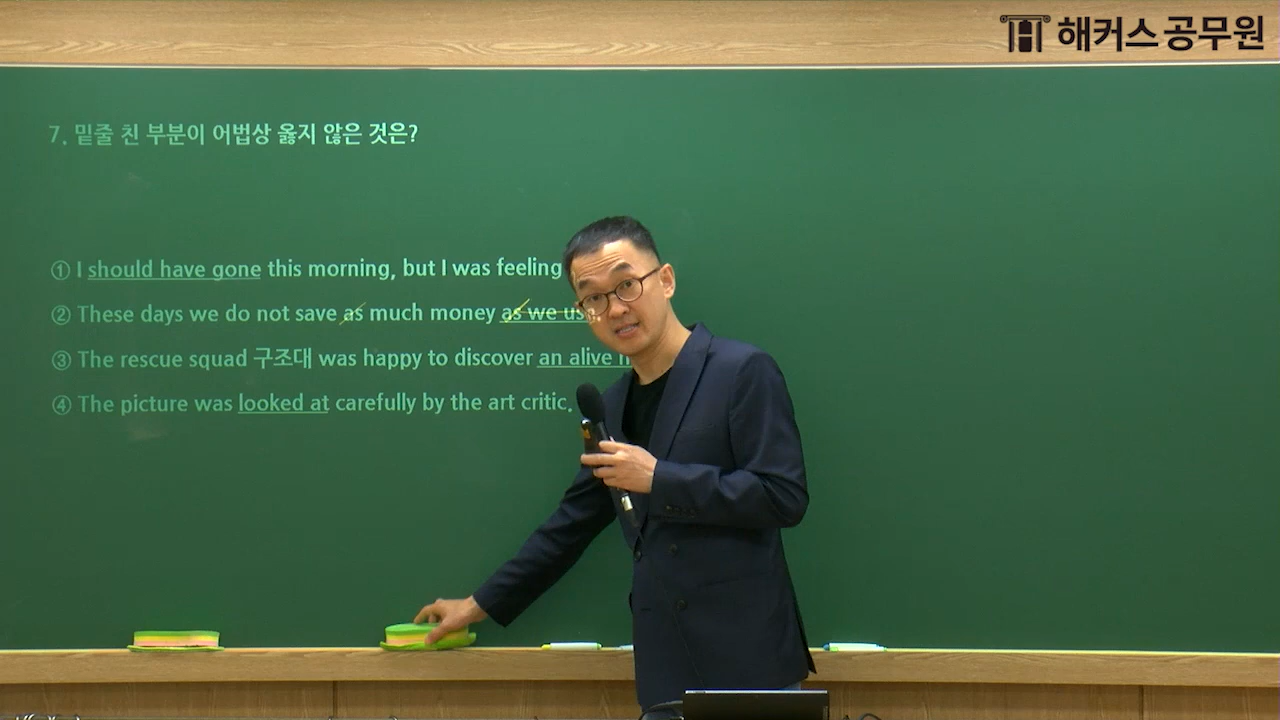 해커스공무원
7. 밑줄 친 부분이 어법상 옳지 않은 것은?
① I should have gone this morning, but I was feeling
② These days we do not save as much money as we us
③ The rescue squad 구조대 was happy to discover an alive
④ The picture was looked at carefully by the art critic.